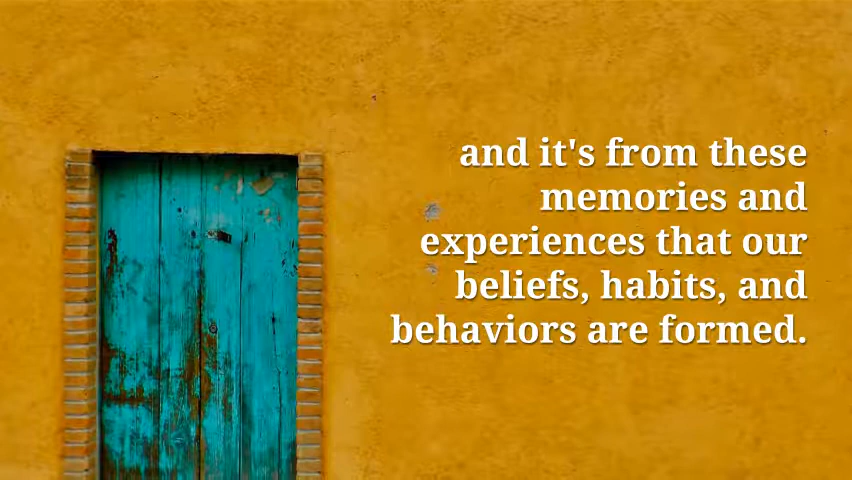 and it's from these
memories and
experiences that our
beliefs, habits, and
behaviors are formed.